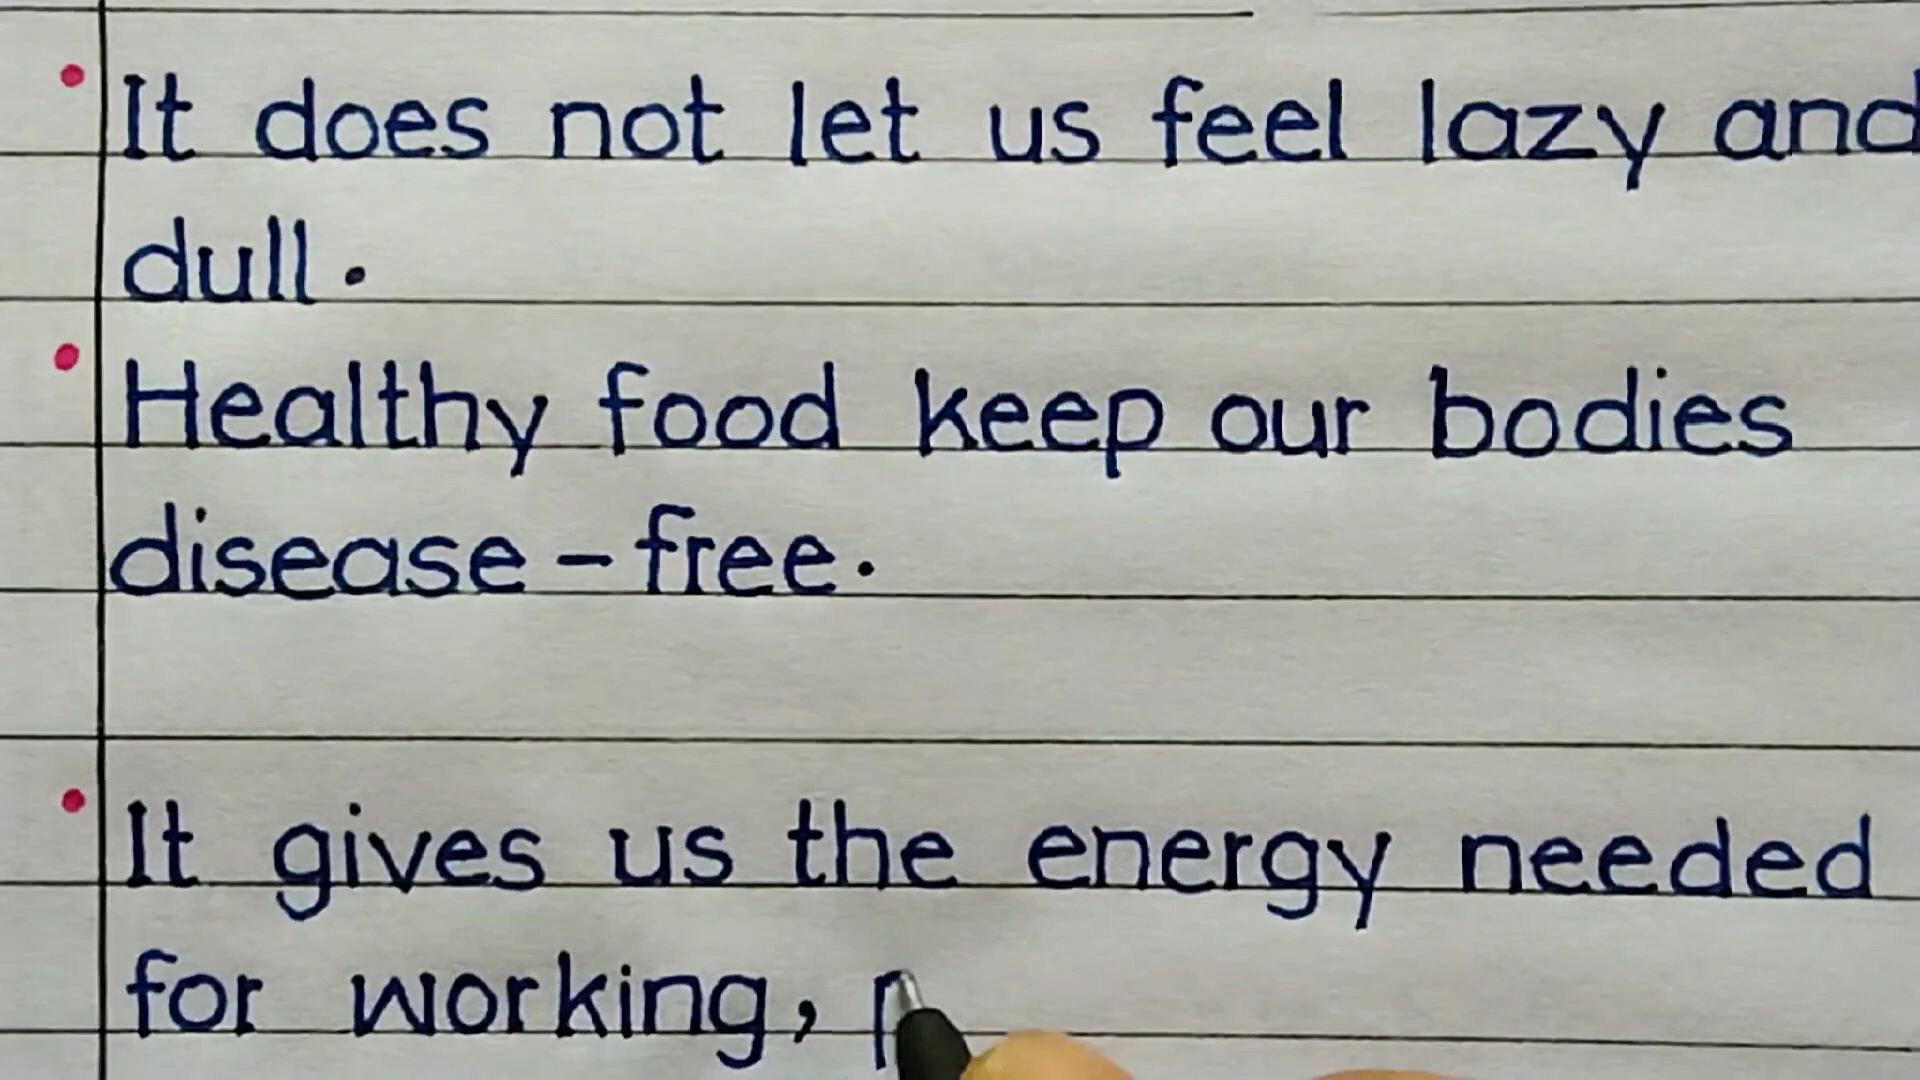 It does not let us feel lazy and
dull.
Healthy food keep our bodies
disease-free.
It gives us the energy needed
for working,